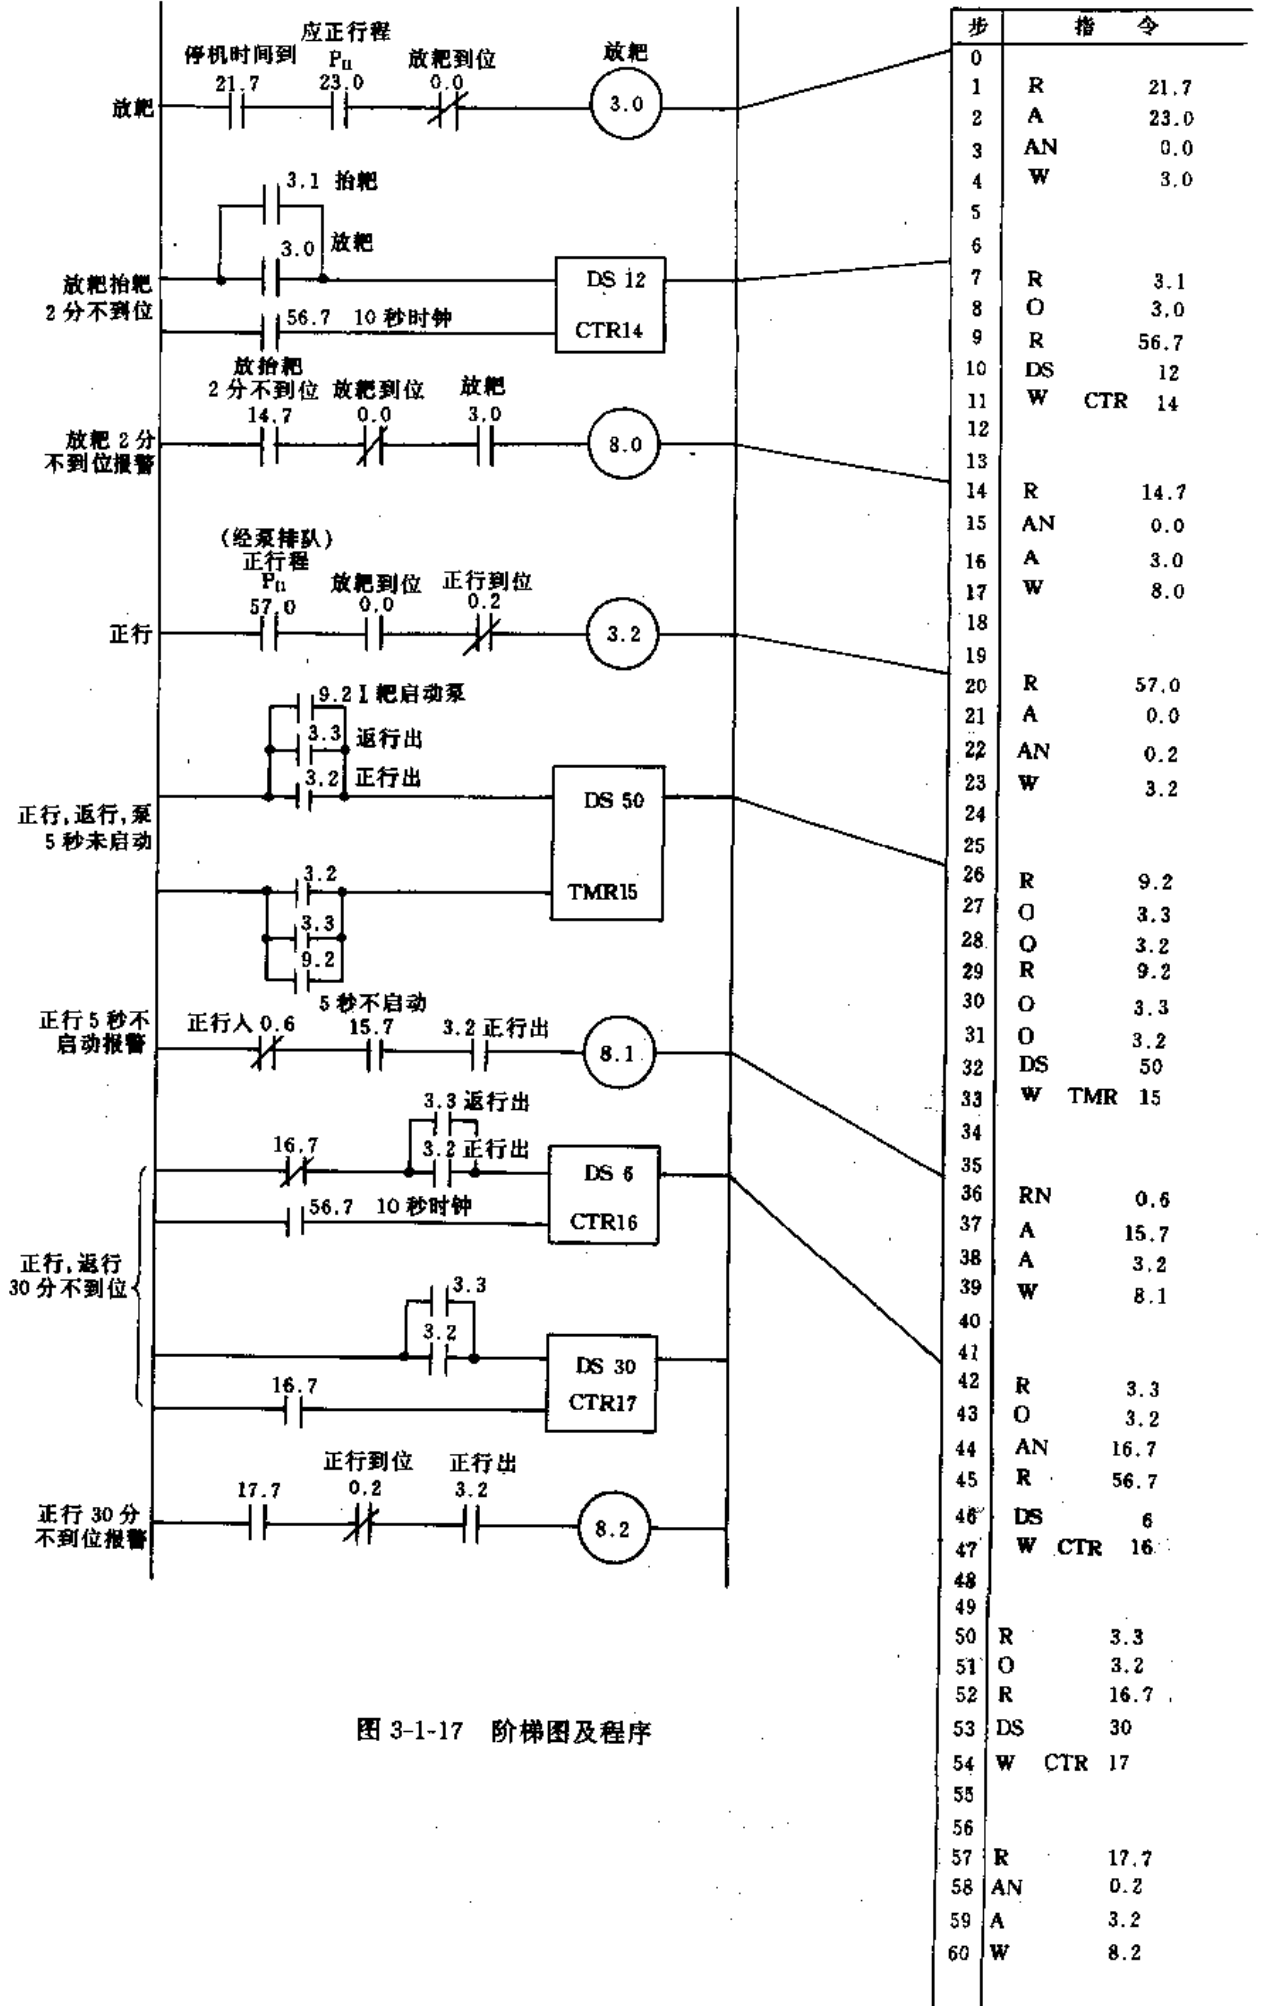 应正行程
停机时间到 P_I1 放耙到位 放耙
21.7 23.0 0.0
放耙 3.0
3.1 抬耙
3.0 放耙
放耙抬耙
2分不到位
DS 12
56.7 10秒时钟
CTR14
放抬耙
2分不到位 放耙到位 放耙
14.7 0.0 3.0
放耙2分
不到位报警
8.0
(经泵排队)
正行程
P_I1 放耙到位 正行到位
57.0 0.0 0.2
正行 3.2
9.2 I耙启动泵
3.3 返行出
3.2 正行出
正行,返行,泵
5秒未启动
DS 50
3.2
TMR15
3.3
9.2
5秒不启动
正行5秒不
启动报警
正行入 0.6 15.7 3.2 正行出
8.1
3.3 返行出
16.7 3.2 正行出
DS 6
56.7 10秒时钟
CTR16
正行,返行
30分不到位
3.3
3.2
DS 30
16.7
CTR17
正行到位 正行出
17.7 0.2 3.2
正行30分
不到位报警
8.2
图 3-1-17 阶梯图及程序
步 指 令
0
1 R 21.7
2 A 23.0
3 AN 0.0
4 W 3.0
5
6
7 R 3.1
8 O 3.0
9 R 56.7
10 DS 12
11 W CTR 14
12
13
14 R 14.7
15 AN 0.0
16 A 3.0
17 W 8.0
18
19
20 R 57.0
21 A 0.0
22 AN 0.2
23 W 3.2
24
25
26 R 9.2
27 O 3.3
28 O 3.2
29 R 9.2
30 O 3.3
31 O 3.2
32 DS 50
33 W TMR 15
34
35
36 RN 0.6
37 A 15.7
38 A 3.2
39 W 8.1
40
41
42 R 3.3
43 O 3.2
44 AN 16.7
45 R 56.7
46 DS 6
47 W CTR 16
48
49
50 R 3.3
51 O 3.2
52 R 16.7
53 DS 30
54 W CTR 17
55
56
57 R 17.7
58 AN 0.2
59 A 3.2
60 W 8.2